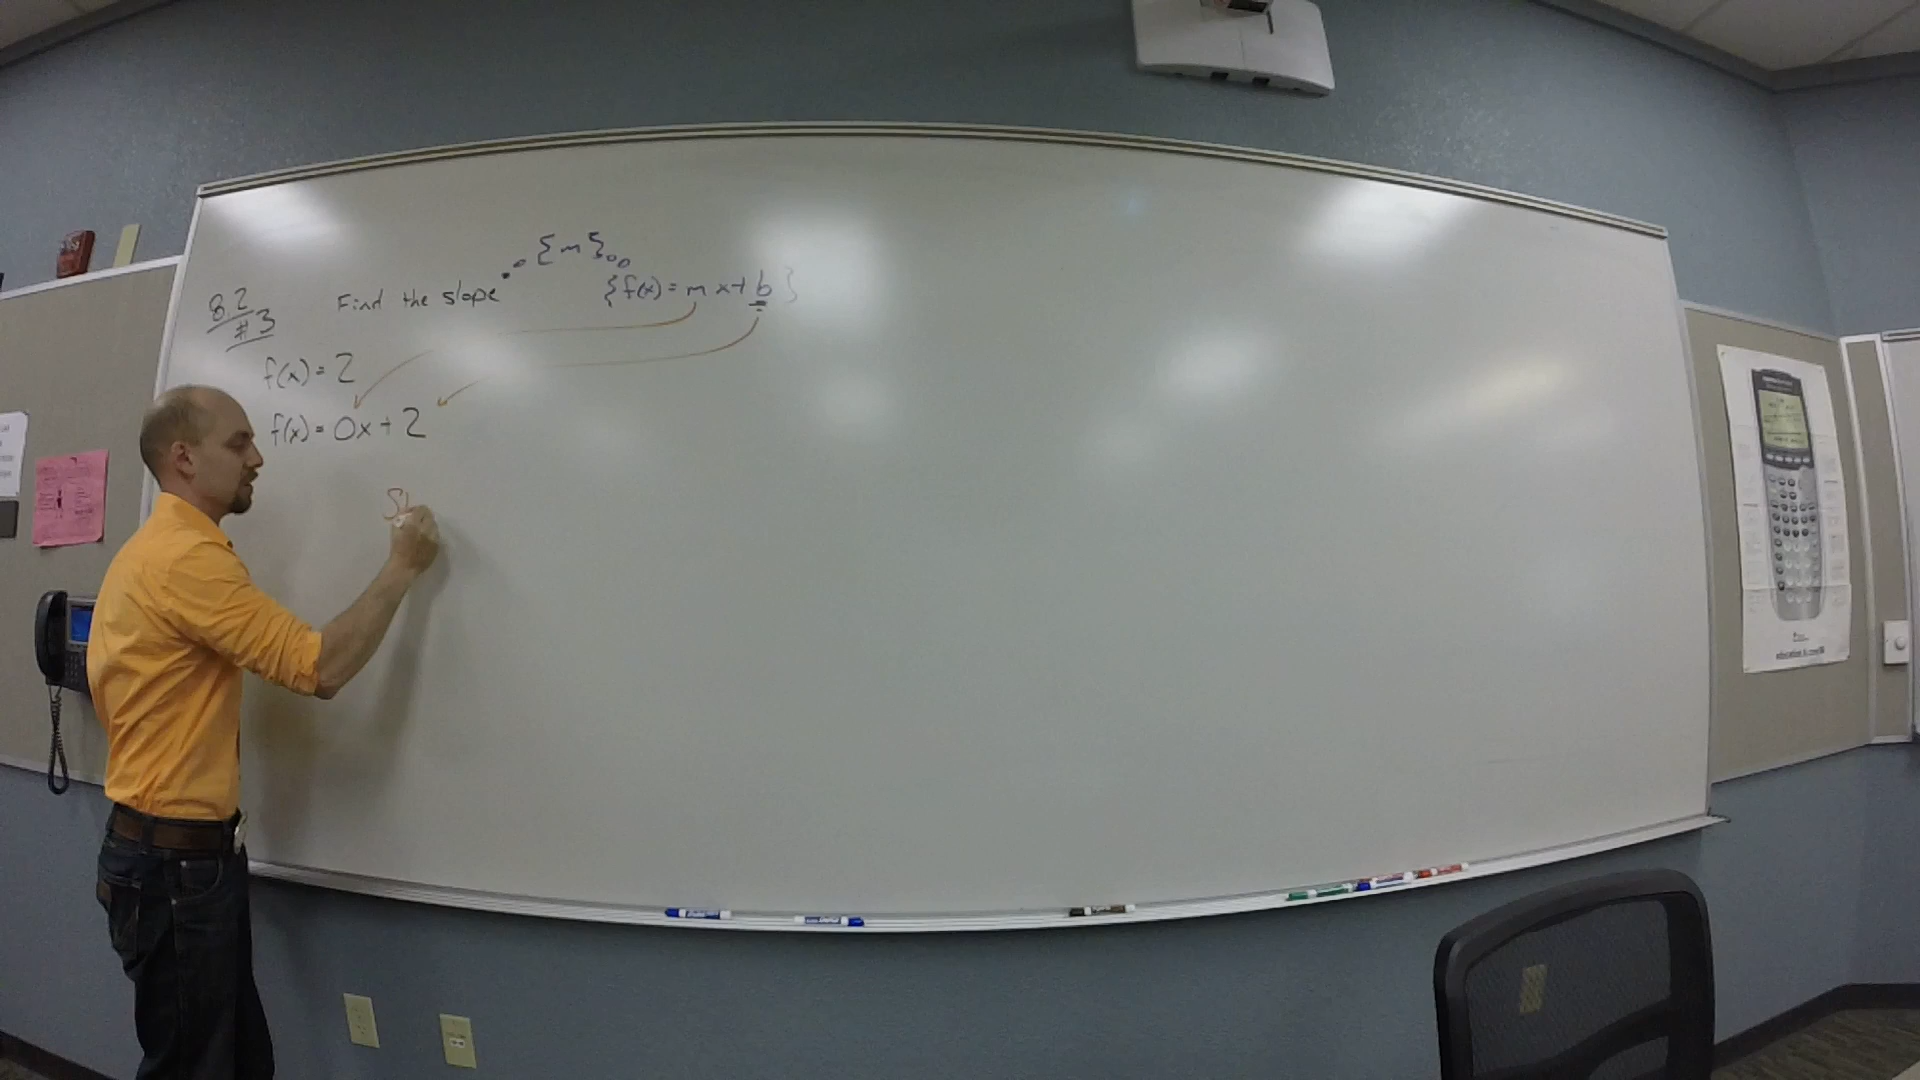 {m}
8.2
#3
Find the slope
{f(x) = mx + b}
f(x) = 2
f(x) = 0x + 2
Sl